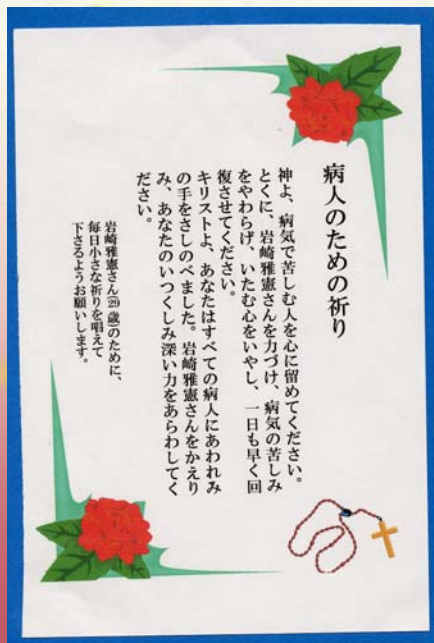 病人のための祈り
神よ、病気で苦しむ人を心に留めてください。
とくに、岩崎雅憲さんを力づけ、病気の苦しみ
をやわらげ、いたむ心をいやし、一日も早く回
復させてください。
キリストよ、あなたはすべての病人にあわれみ
の手をさしのべました。岩崎雅憲さんをかえり
み、あなたのいつくしみ深い力をあらわしてく
ださい。
岩崎雅憲さん(29歳)のために、
毎日小さな祈りを唱えて
下さるようお願いします。